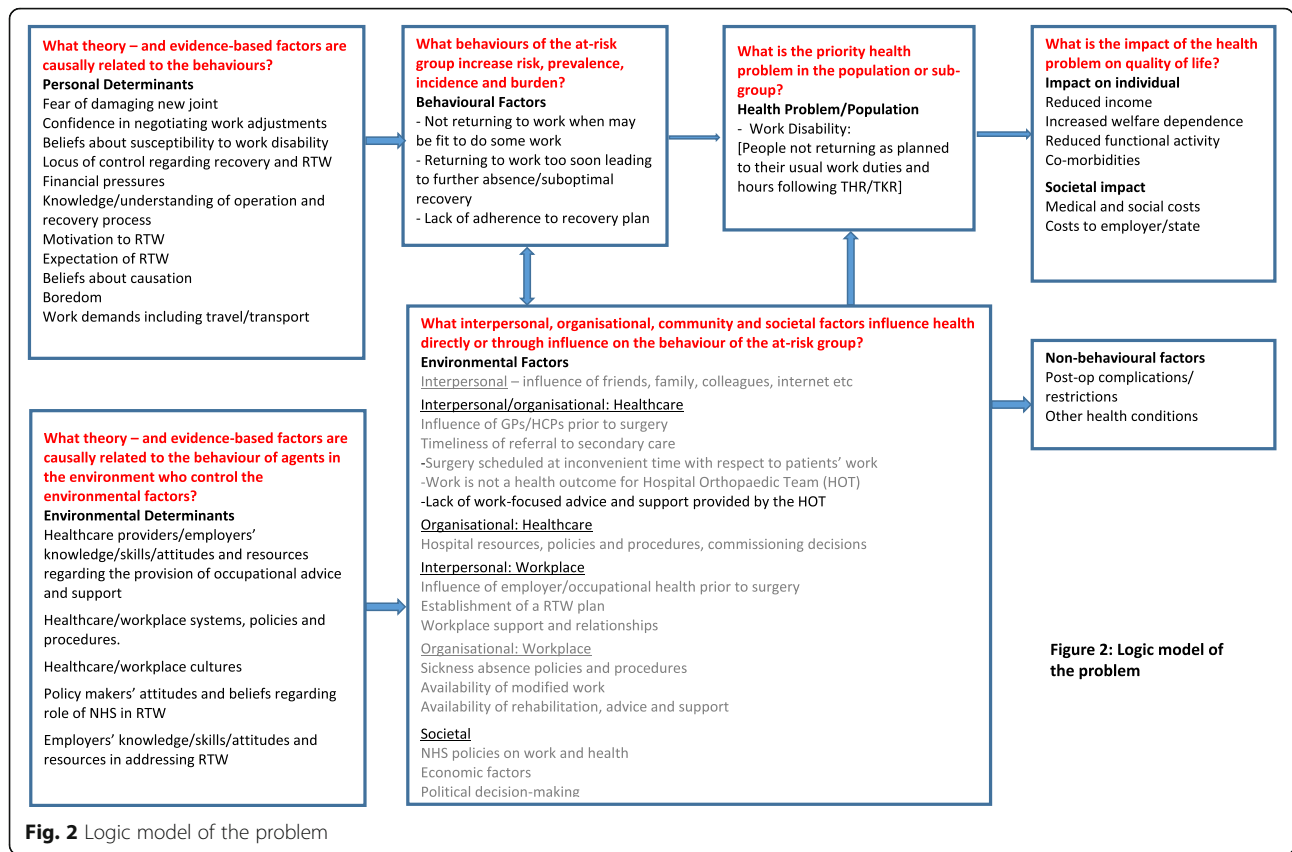 What theory – and evidence-based factors are
causally related to the behaviours?
Personal Determinants
Fear of damaging new joint
Confidence in negotiating work adjustments
Beliefs about susceptibility to work disability
Locus of control regarding recovery and RTW
Financial pressures
Knowledge/understanding of operation and
recovery process
Motivation to RTW
Expectation of RTW
Beliefs about causation
Boredom
Work demands including travel/transport
What behaviours of the at-risk
group increase risk, prevalence,
incidence and burden?
Behavioural Factors
- Not returning to work when may
be fit to do some work
- Returning to work too soon leading
to further absence/suboptimal
recovery
- Lack of adherence to recovery plan
What is the priority health
problem in the population or sub-
group?
Health Problem/Population
- Work Disability:
[People not returning as planned
to their usual work duties and
hours following THR/TKR]
What is the impact of the health
problem on quality of life?
Impact on individual
Reduced income
Increased welfare dependence
Reduced functional activity
Co-morbidities
Societal impact
Medical and social costs
Costs to employer/state
What theory – and evidence-based factors are
causally related to the behaviour of agents in
the environment who control the
environmental factors?
Environmental Determinants
Healthcare providers/employers'
knowledge/skills/attitudes and resources
regarding the provision of occupational advice
and support
Healthcare/workplace systems, policies and
procedures.
Healthcare/workplace cultures
Policy makers' attitudes and beliefs regarding
role of NHS in RTW
Employers' knowledge/skills/attitudes and
resources in addressing RTW
What interpersonal, organisational, community and societal factors influence health
directly or through influence on the behaviour of the at-risk group?
Environmental Factors
Interpersonal – influence of friends, family, colleagues, internet etc
Interpersonal/organisational: Healthcare
Influence of GPs/HCPs prior to surgery
Timeliness of referral to secondary care
-Surgery scheduled at inconvenient time with respect to patients' work
-Work is not a health outcome for Hospital Orthopaedic Team (HOT)
-Lack of work-focused advice and support provided by the HOT
Organisational: Healthcare
Hospital resources, policies and procedures, commissioning decisions
Interpersonal: Workplace
Influence of employer/occupational health prior to surgery
Establishment of a RTW plan
Workplace support and relationships
Organisational: Workplace
Sickness absence policies and procedures
Availability of modified work
Availability of rehabilitation, advice and support
Societal
NHS policies on work and health
Economic factors
Political decision-making
Non-behavioural factors
Post-op complications/
restrictions
Other health conditions
Figure 2: Logic model of
the problem
Fig. 2 Logic model of the problem